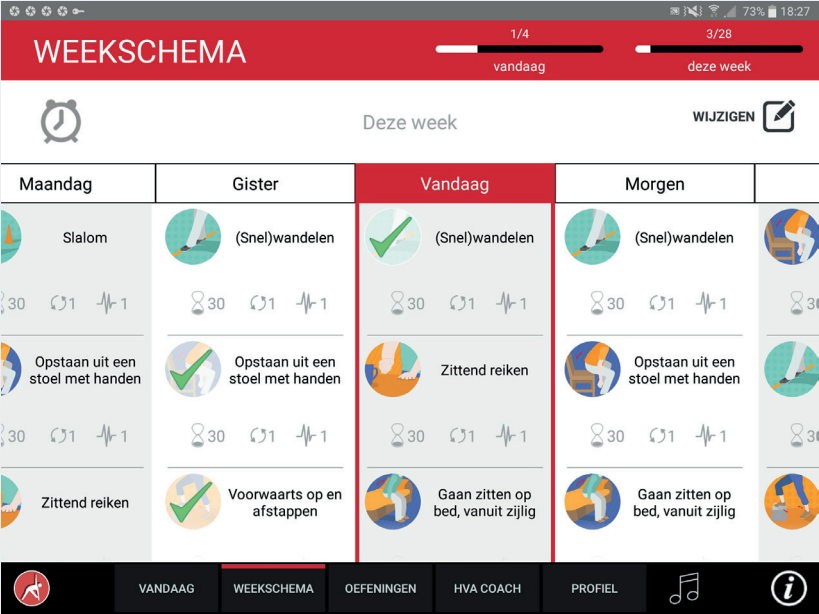 73% 18:27
WEEKSCHEMA
1/4
vandaag
3/28
deze week
Deze week
WIJZIGEN
Maandag
Gister
Vandaag
Morgen
Slalom
(Snel)wandelen
(Snel)wandelen
(Snel)wandelen
30 1 1
30 1 1
30 1 1
30 1 1
Opstaan uit een
stoel met handen
Opstaan uit een
stoel met handen
Zittend reiken
Opstaan uit een
stoel met handen
30 1 1
30 1 1
30 1 1
30 1 1
Zittend reiken
Voorwaarts op en
afstappen
Gaan zitten op
bed, vanuit zijlig
Gaan zitten op
bed, vanuit zijlig
VANDAAG
WEEKSCHEMA
OEFENINGEN
HVA COACH
PROFIEL
i